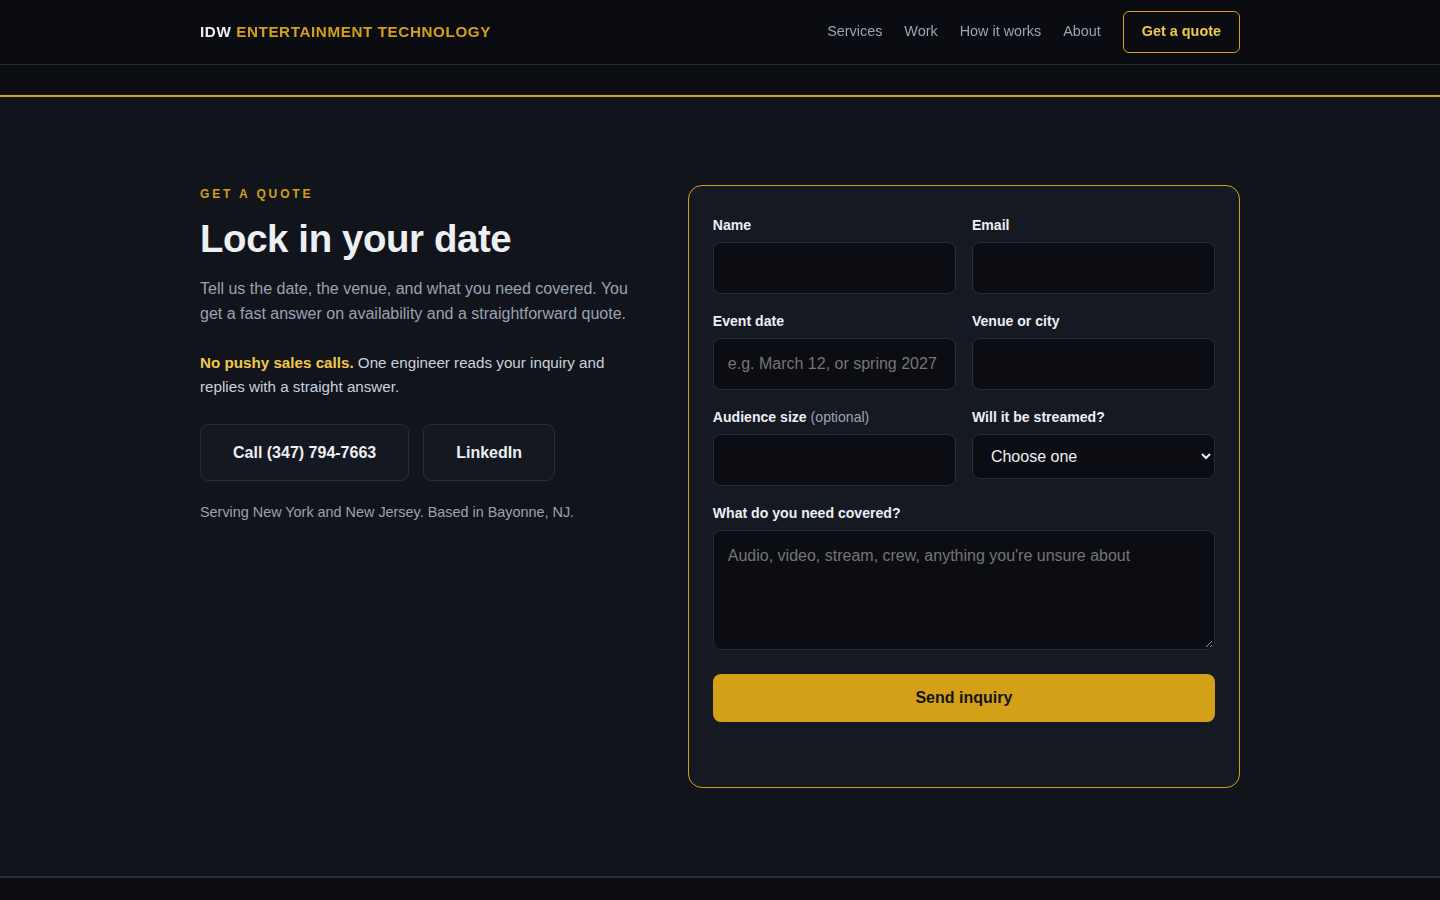 IDW ENTERTAINMENT TECHNOLOGY
Services
Work
How it works
About
Get a quote
GET A QUOTE
Lock in your date
Tell us the date, the venue, and what you need covered. You
get a fast answer on availability and a straightforward quote.
No pushy sales calls. One engineer reads your inquiry and
replies with a straight answer.
Call (347) 794-7663
LinkedIn
Serving New York and New Jersey. Based in Bayonne, NJ.
Name
Email
Event date
Venue or city
e.g. March 12, or spring 2027
Audience size (optional)
Will it be streamed?
Choose one
What do you need covered?
Audio, video, stream, crew, anything you're unsure about
Send inquiry